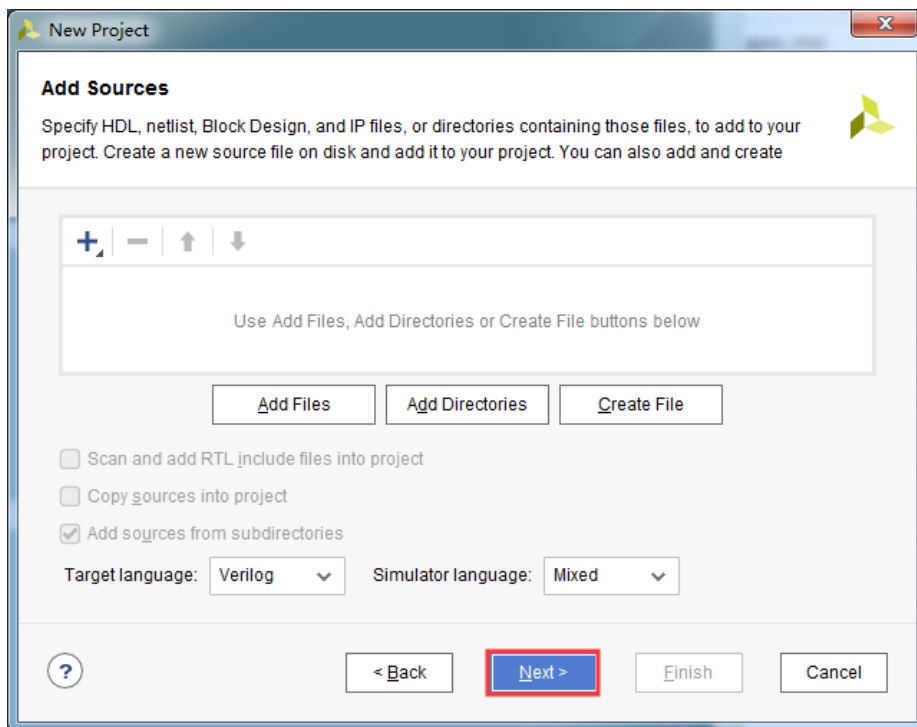 New Project
Add Sources
Specify HDL, netlist, Block Design, and IP files, or directories containing those files, to add to your
project. Create a new source file on disk and add it to your project. You can also add and create
Use Add Files, Add Directories or Create File buttons below
Add Files Add Directories Create File
Scan and add RTL include files into project
Copy sources into project
Add sources from subdirectories
Target language: Verilog Simulator language: Mixed
? < Back Next > Finish Cancel